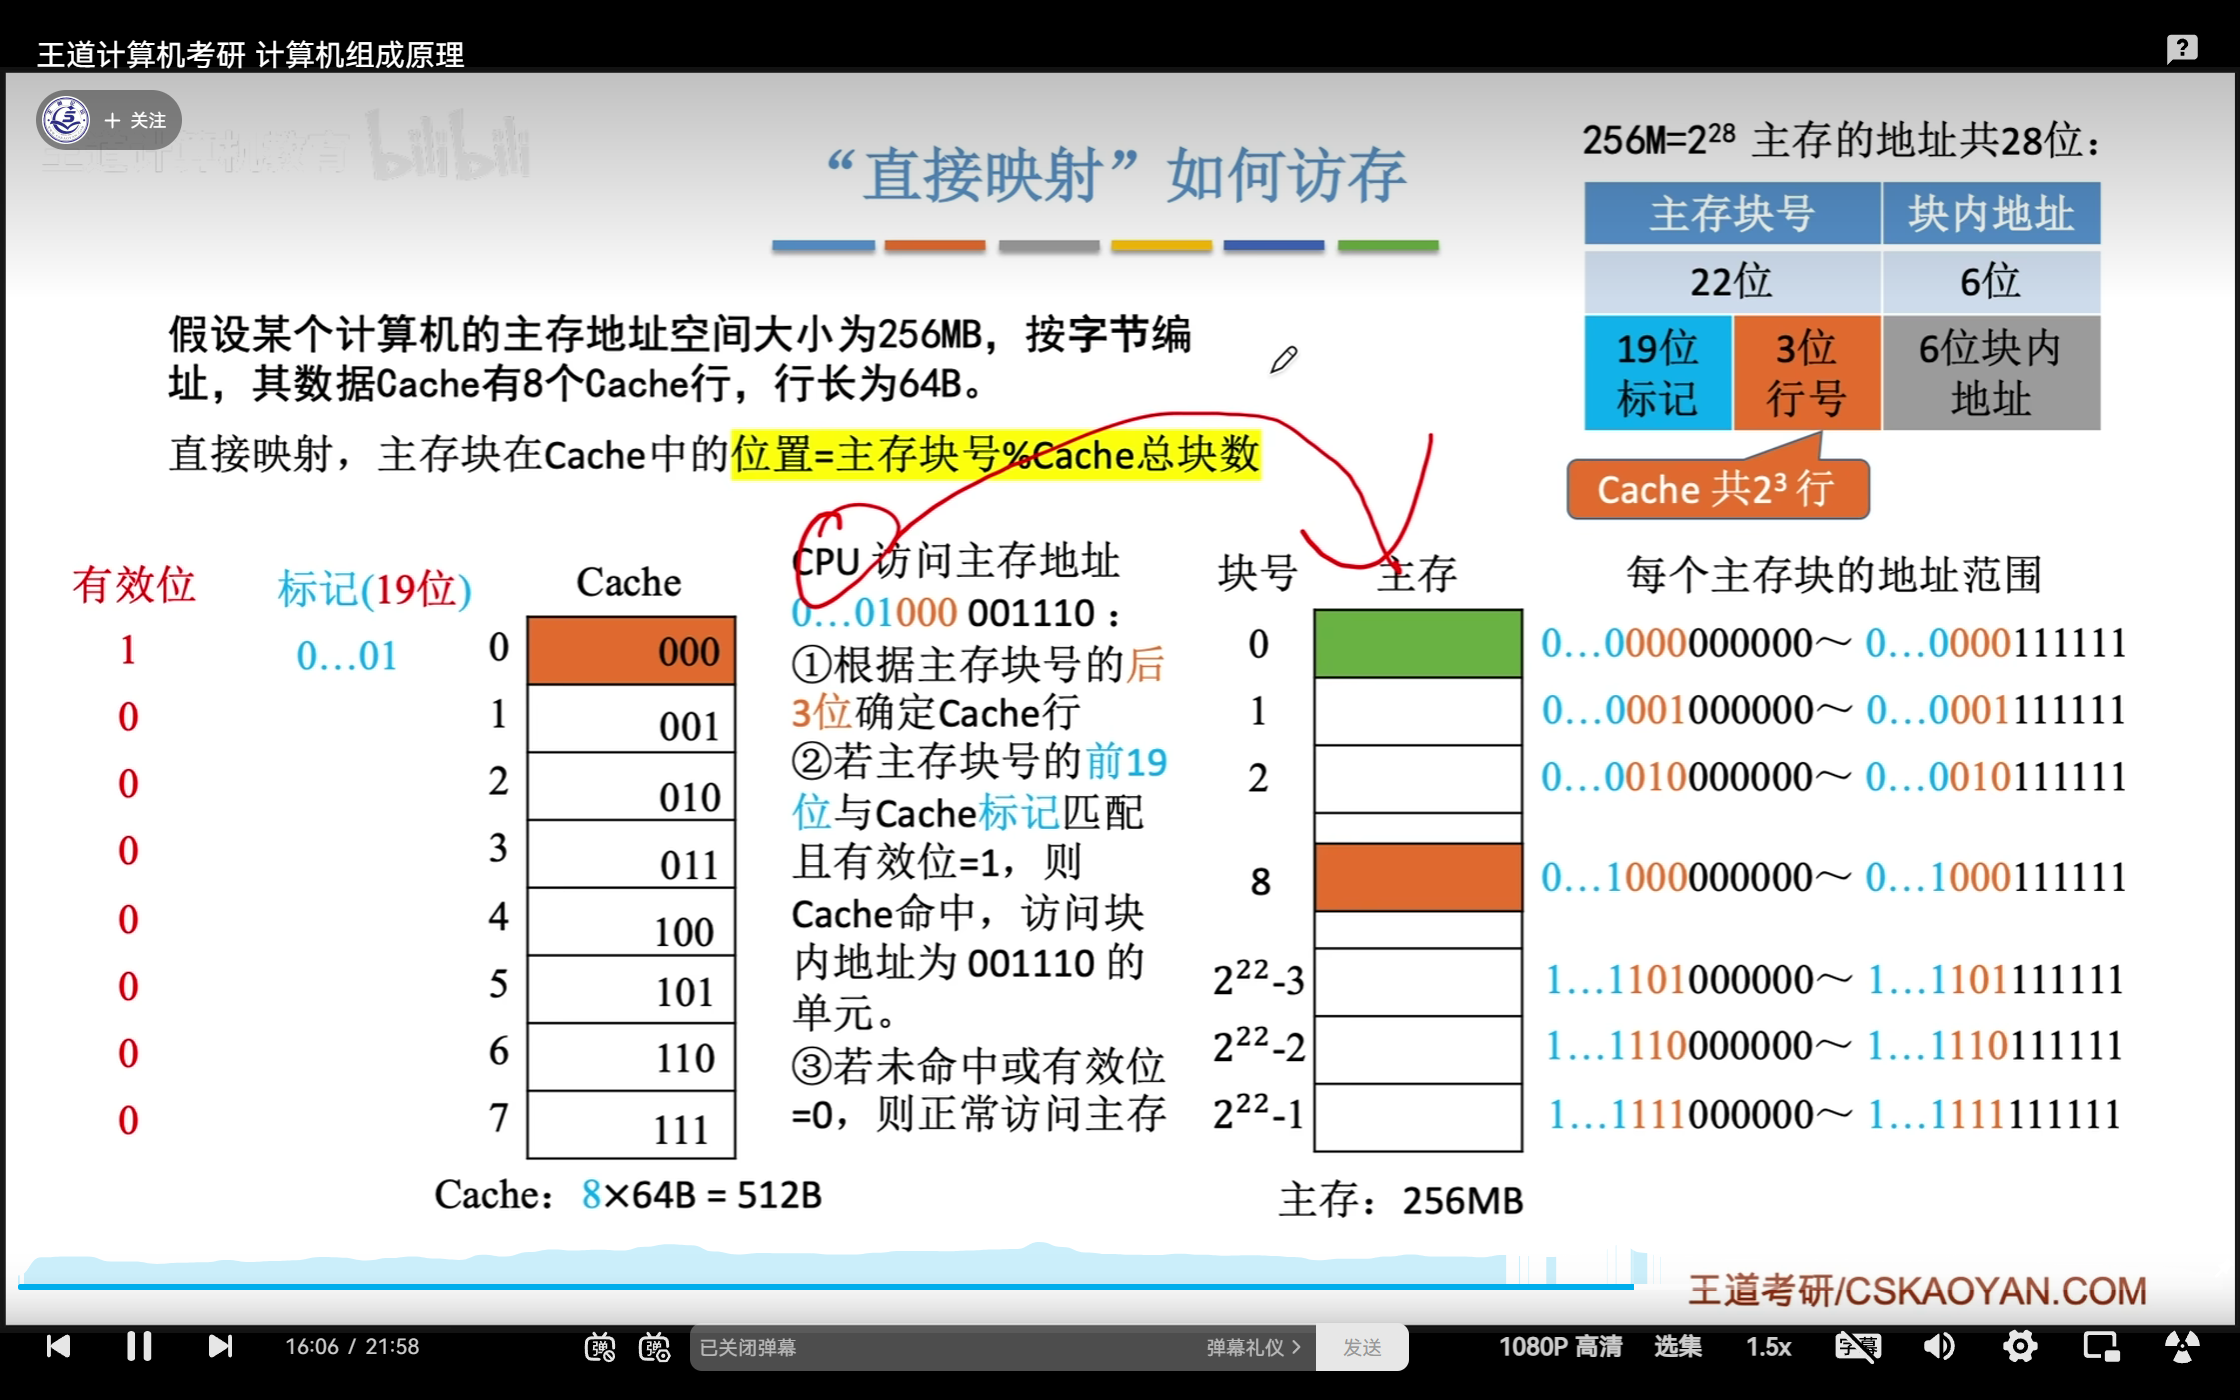 王道计算机考研 计算机组成原理
+ 关注
王道计算机教育 bilibili
“直接映射”如何访存
256M=2²⁸ 主存的地址共28位：
主存块号 块内地址
22位 6位
19位标记 3位行号 6位块内地址
Cache 共2³ 行
假设某个计算机的主存地址空间大小为256MB，按字节编
址，其数据Cache有8个Cache行，行长为64B。
直接映射，主存块在Cache中的位置=主存块号%Cache总块数
有效位 标记(19位) Cache
1 0…01 0 000
0 1 001
0 2 010
0 3 011
0 4 100
0 5 101
0 6 110
0 7 111
Cache：8×64B = 512B
CPU 访问主存地址
0…01000 001110：
①根据主存块号的后
3位确定Cache行
②若主存块号的前19
位与Cache标记匹配
且有效位=1，则
Cache命中，访问块
内地址为 001110 的
单元。
③若未命中或有效位
=0，则正常访问主存
块号 主存 每个主存块的地址范围
0 0…0000000000～ 0…0000111111
1 0…0001000000～ 0…0001111111
2 0…0010000000～ 0…0010111111
8 0…1000000000～ 0…1000111111
2²²-3 1…1101000000～ 1…1101111111
2²²-2 1…1110000000～ 1…1110111111
2²²-1 1…1111000000～ 1…1111111111
主存：256MB
王道考研/CSKAOYAN.COM
16:06 / 21:58 弹 弹 已关闭弹幕 弹幕礼仪 > 发送 1080P 高清 选集 1.5x 字幕